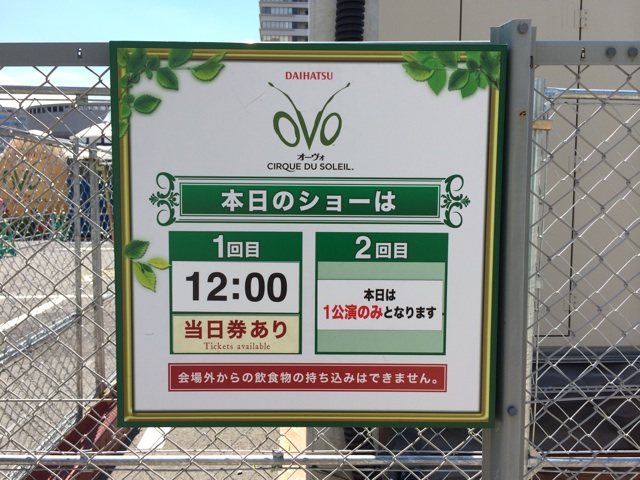 DAIHATSU
OVO
オーヴォ
CIRQUE DU SOLEIL.
本日のショーは
1回目
12:00
当日券あり
Tickets available
2回目
本日は
1公演のみとなります
会場外からの飲食物の持ち込みはできません。